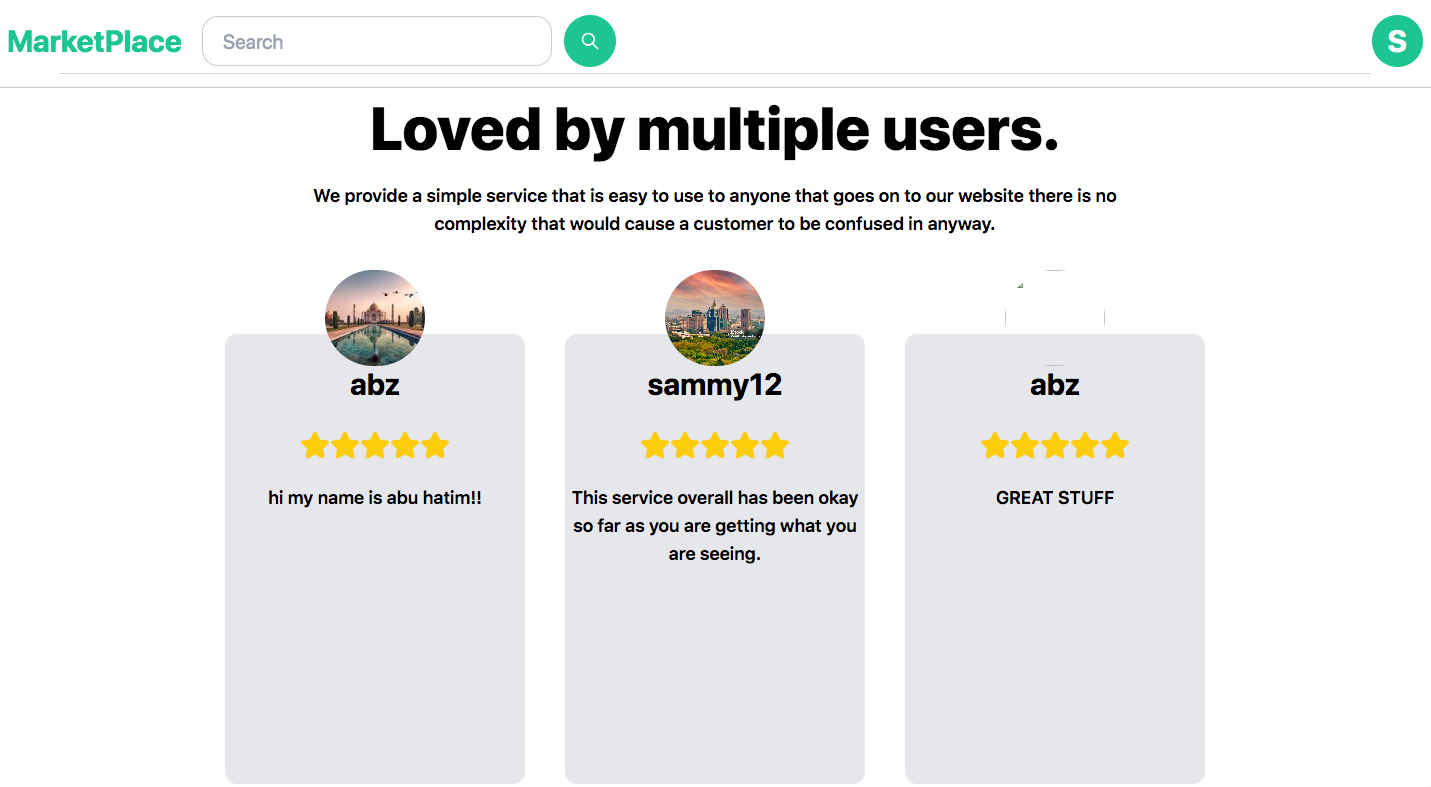 MarketPlace
Search
S
Loved by multiple users.
We provide a simple service that is easy to use to anyone that goes on to our website there is no
complexity that would cause a customer to be confused in anyway.
abz
hi my name is abu hatim!!
sammy12
This service overall has been okay
so far as you are getting what you
are seeing.
abz
GREAT STUFF